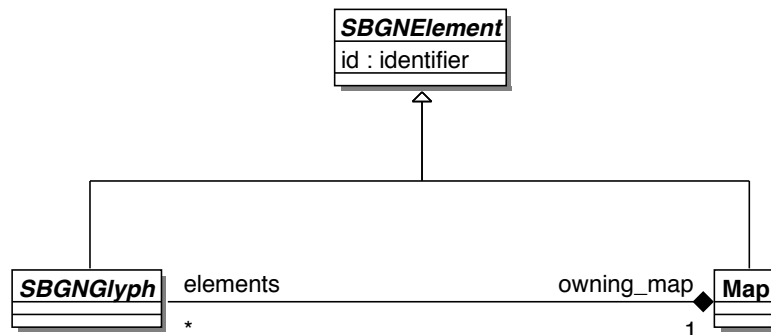 SBGNElement
id : identifier
elements
owning_map
SBGNGlyph
Map
*
1